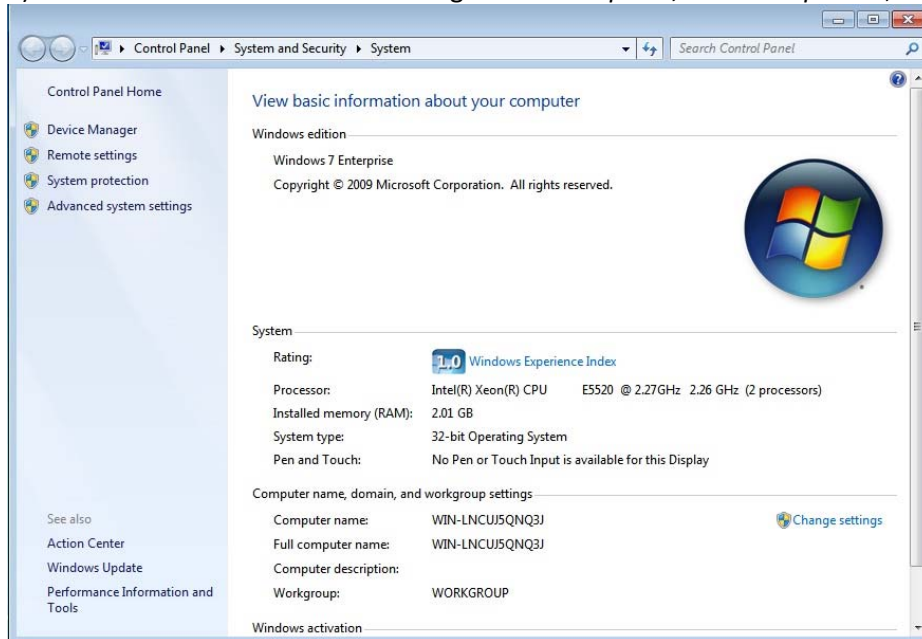 Control Panel ▸ System and Security ▸ System
Search Control Panel
Control Panel Home
Device Manager
Remote settings
System protection
Advanced system settings
See also
Action Center
Windows Update
Performance Information and
Tools
View basic information about your computer
Windows edition
Windows 7 Enterprise
Copyright © 2009 Microsoft Corporation. All rights reserved.
System
Rating: 1.0 Windows Experience Index
Processor: Intel(R) Xeon(R) CPU E5520 @ 2.27GHz 2.26 GHz (2 processors)
Installed memory (RAM): 2.01 GB
System type: 32-bit Operating System
Pen and Touch: No Pen or Touch Input is available for this Display
Computer name, domain, and workgroup settings
Computer name: WIN-LNCUJ5QNQ3J
Change settings
Full computer name: WIN-LNCUJ5QNQ3J
Computer description:
Workgroup: WORKGROUP
Windows activation